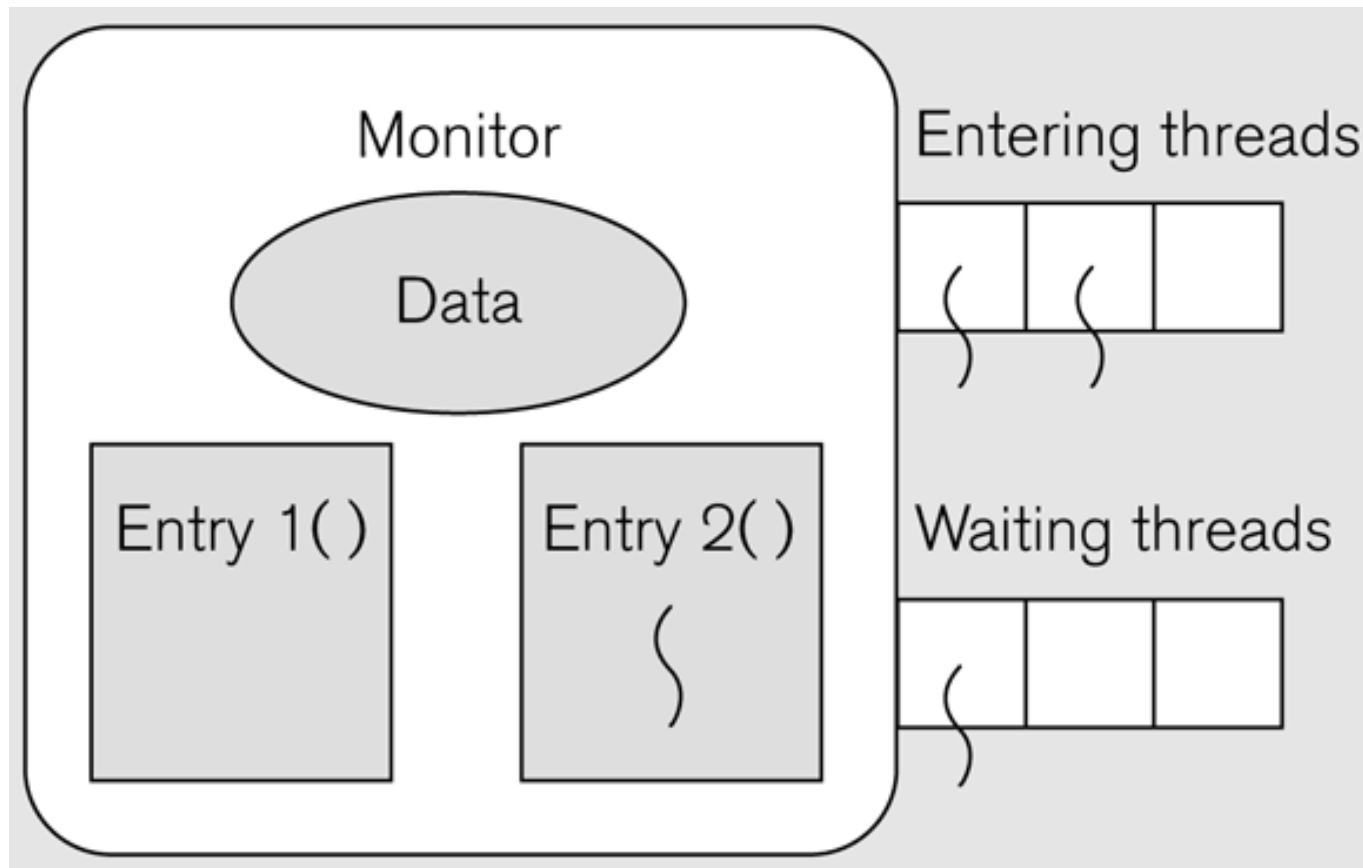 Monitor
Entering threads
Data
Entry 1( )
Entry 2( )
Waiting threads